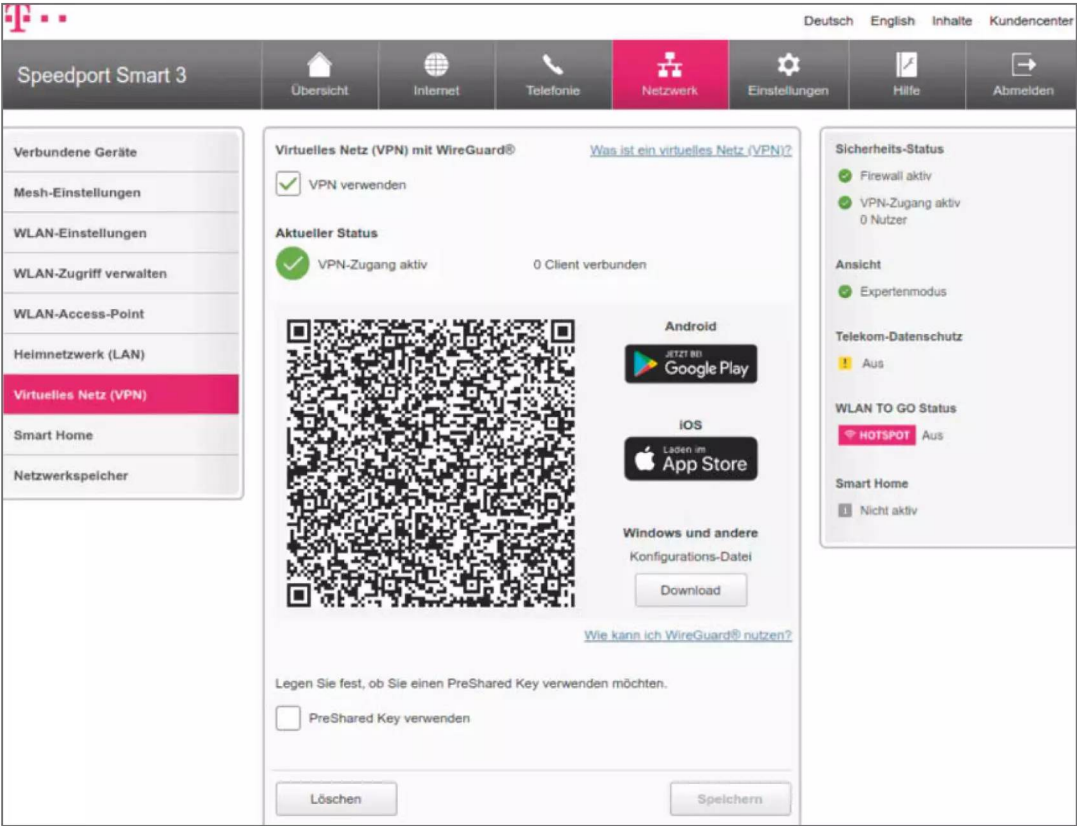 Deutsch English Inhalte Kundencenter
Speedport Smart 3
Übersicht
Internet
Telefonie
Netzwerk
Einstellungen
Hilfe
Abmelden
Verbundene Geräte
Mesh-Einstellungen
WLAN-Einstellungen
WLAN-Zugriff verwalten
WLAN-Access-Point
Heimnetzwerk (LAN)
Virtuelles Netz (VPN)
Smart Home
Netzwerkspeicher
Virtuelles Netz (VPN) mit WireGuard®
Was ist ein virtuelles Netz (VPN)?
VPN verwenden
Aktueller Status
VPN-Zugang aktiv
0 Client verbunden
Android
JETZT BEI
Google Play
iOS
Laden im
App Store
Windows und andere
Konfigurations-Datei
Download
Wie kann ich WireGuard® nutzen?
Legen Sie fest, ob Sie einen PreShared Key verwenden möchten.
PreShared Key verwenden
Löschen
Speichern
Sicherheits-Status
Firewall aktiv
VPN-Zugang aktiv
0 Nutzer
Ansicht
Expertenmodus
Telekom-Datenschutz
Aus
WLAN TO GO Status
HOTSPOT Aus
Smart Home
Nicht aktiv